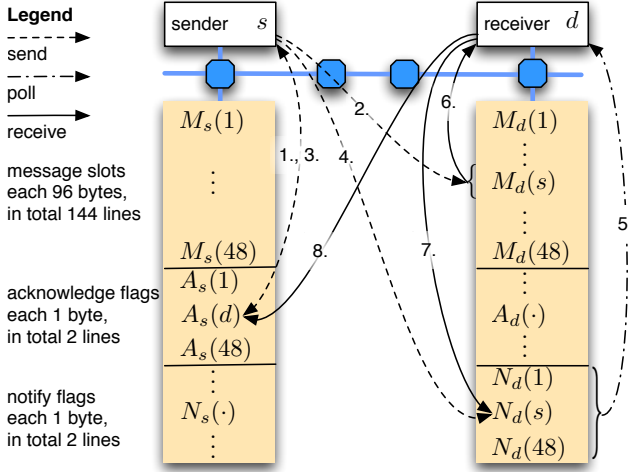 Legend
send
poll
receive
message slots
each 96 bytes,
in total 144 lines
acknowledge flags
each 1 byte,
in total 2 lines
notify flags
each 1 byte,
in total 2 lines
sender s
M_s(1)
⋮
M_s(48)
A_s(1)
A_s(d)
A_s(48)
⋮
N_s(·)
⋮
1., 3.
2.
4.
8.
6.
7.
5
receiver d
M_d(1)
⋮
M_d(s)
⋮
M_d(48)
⋮
A_d(·)
⋮
N_d(1)
N_d(s)
N_d(48)